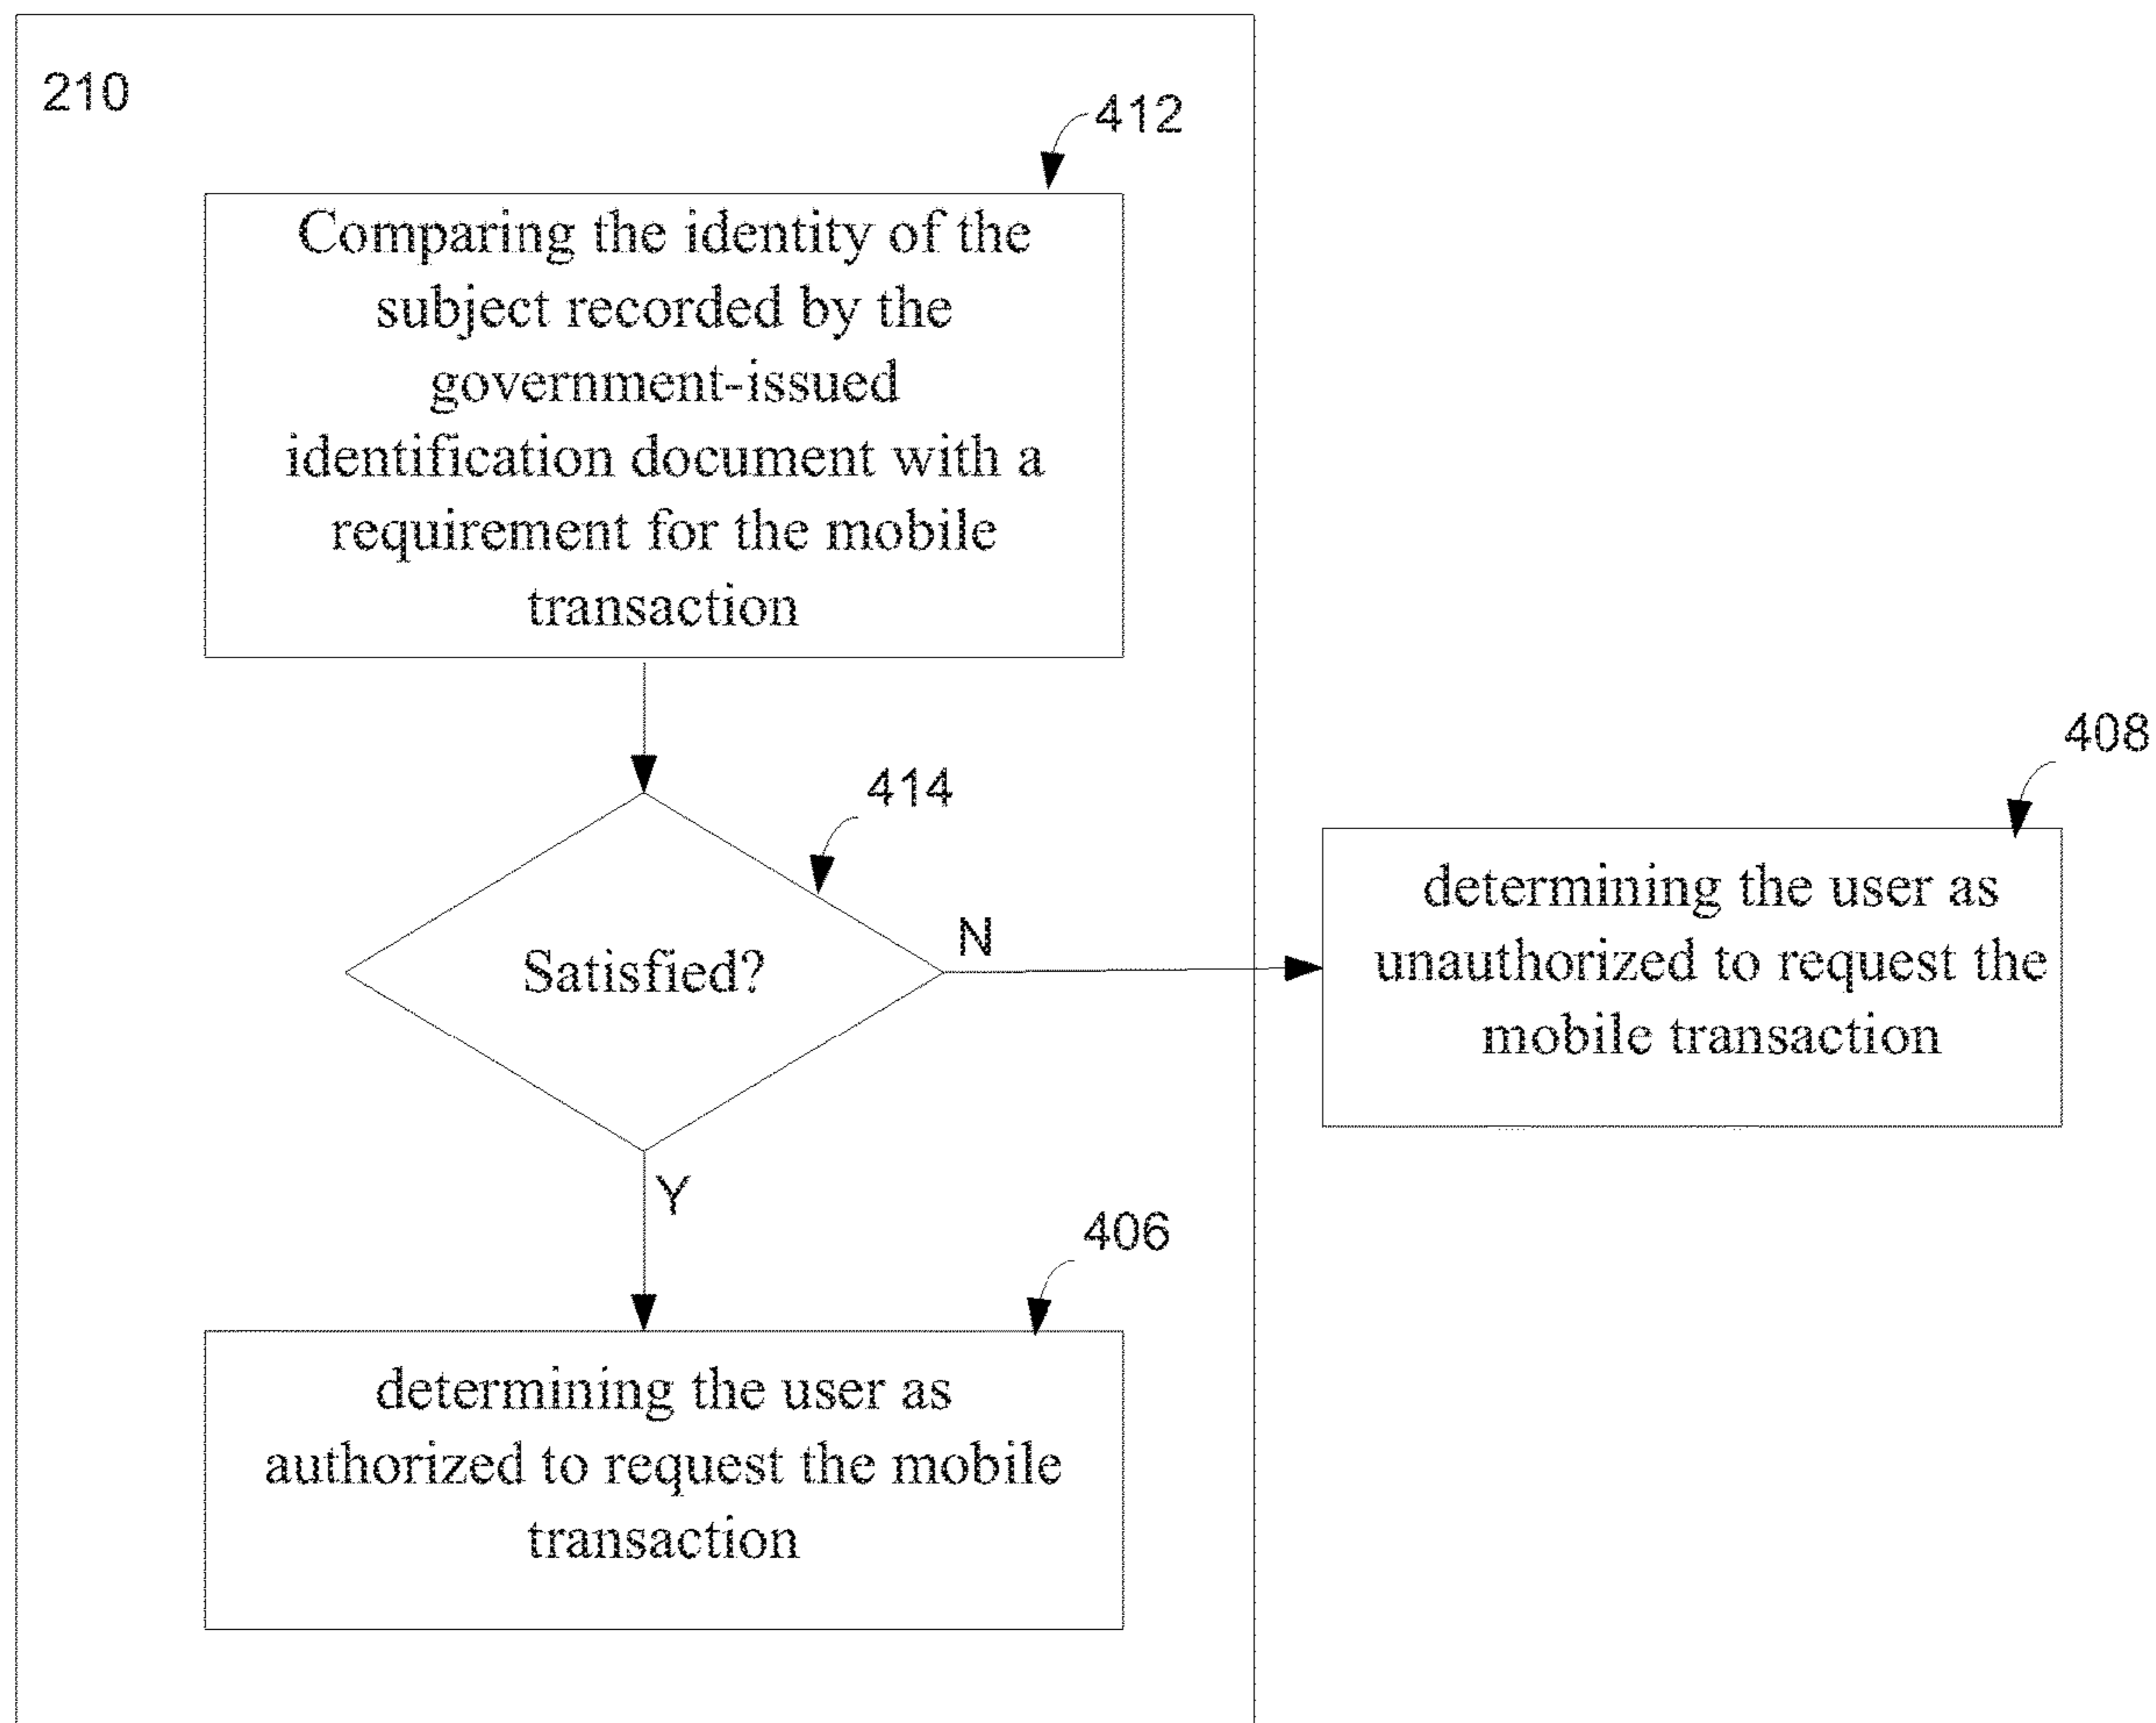 210
412
Comparing the identity of the
subject recorded by the
government-issued
identification document with a
requirement for the mobile
transaction
414
Satisfied?
N
408
determining the user as
unauthorized to request the
mobile transaction
Y
406
determining the user as
authorized to request the mobile
transaction